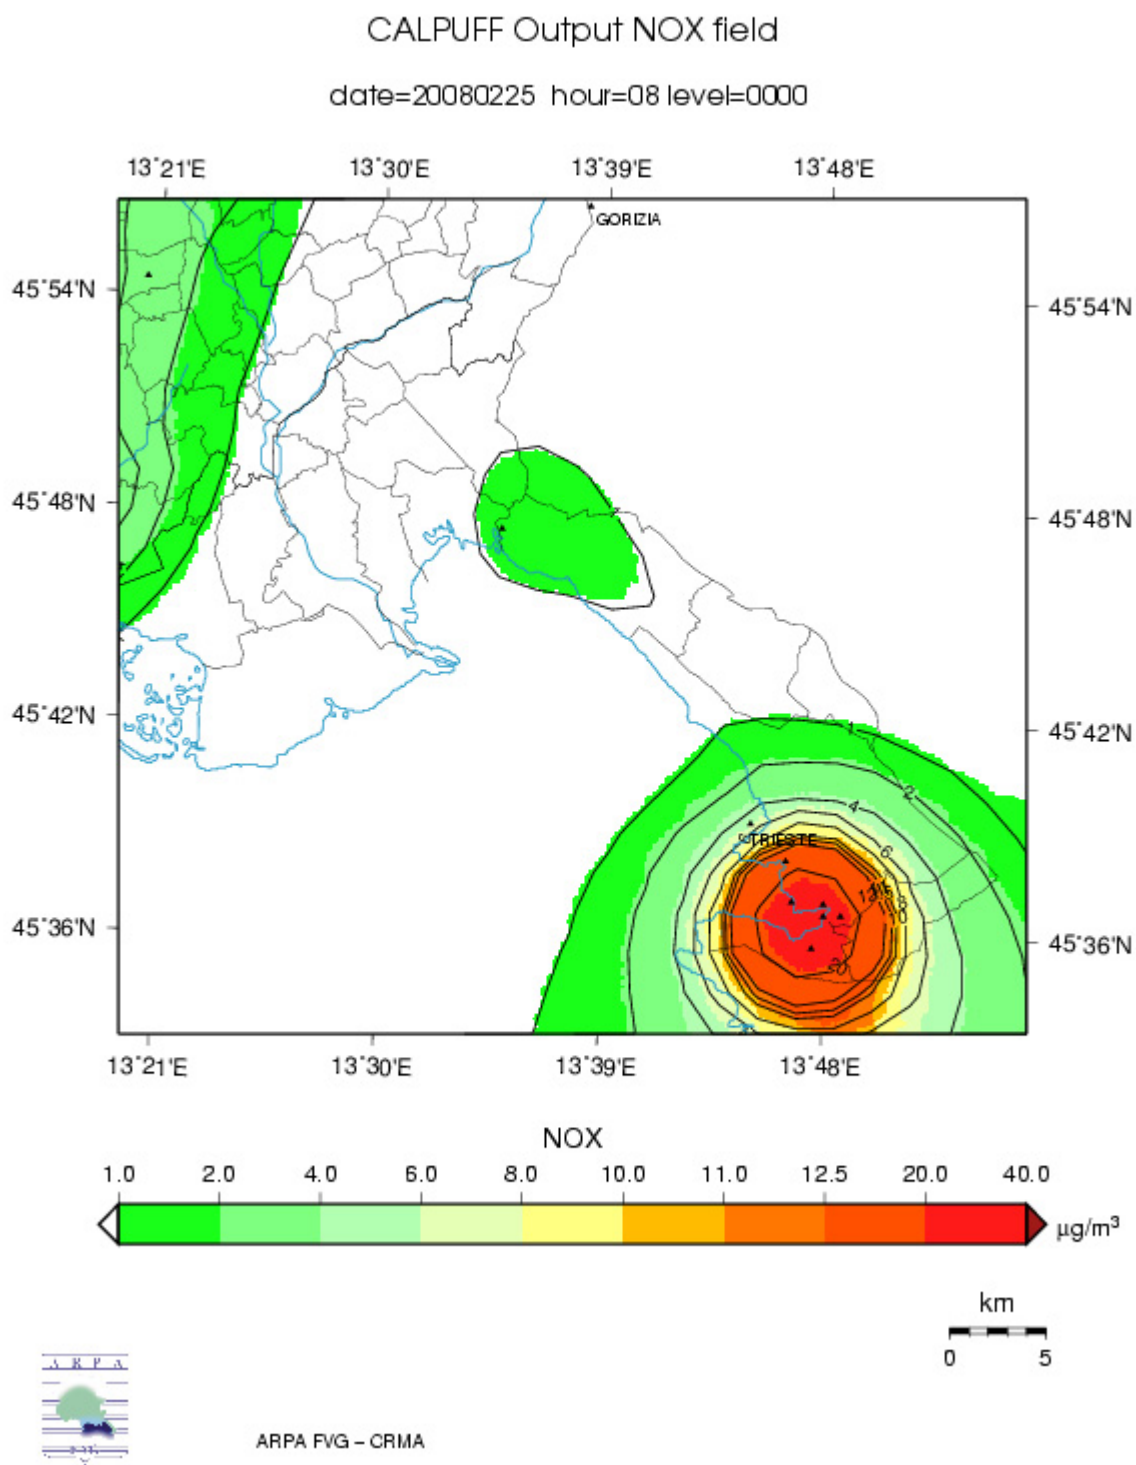 CALPUFF Output NOX field
date=20080225 hour=08 level=0000
13°21'E 13°30'E 13°39'E 13°48'E
GORIZIA
45°54'N 45°54'N
45°48'N 45°48'N
45°42'N 45°42'N
1
2
4
TRIESTE
6
8
10
45°36'N 45°36'N
20
13°21'E 13°30'E 13°39'E 13°48'E
NOX
1.0 2.0 4.0 6.0 8.0 10.0 11.0 12.5 20.0 40.0
µg/m³
km
0 5
A R P A
ARPA FVG – CRMA